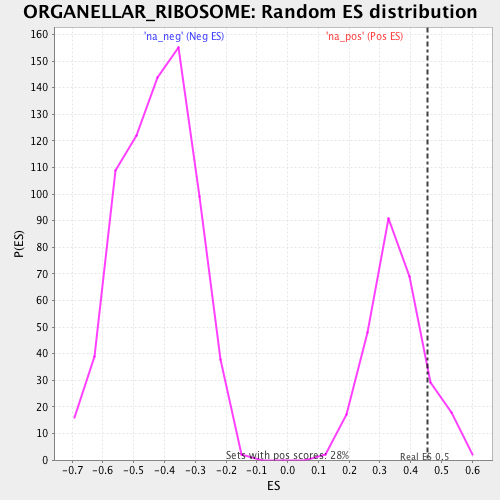 ORGANELLAR_RIBOSOME: Random ES distribution
'na_neg' (Neg ES)
'na_pos' (Pos ES)
160
150
140
130
120
110
100
90
80
70
60
50
40
30
20
10
0
P(ES)
Sets with pos scores: 28%
Real ES 0,5
-0.7 -0.6 -0.5 -0.4 -0.3 -0.2 -0.1 0.0 0.1 0.2 0.3 0.4 0.5 0.6
ES